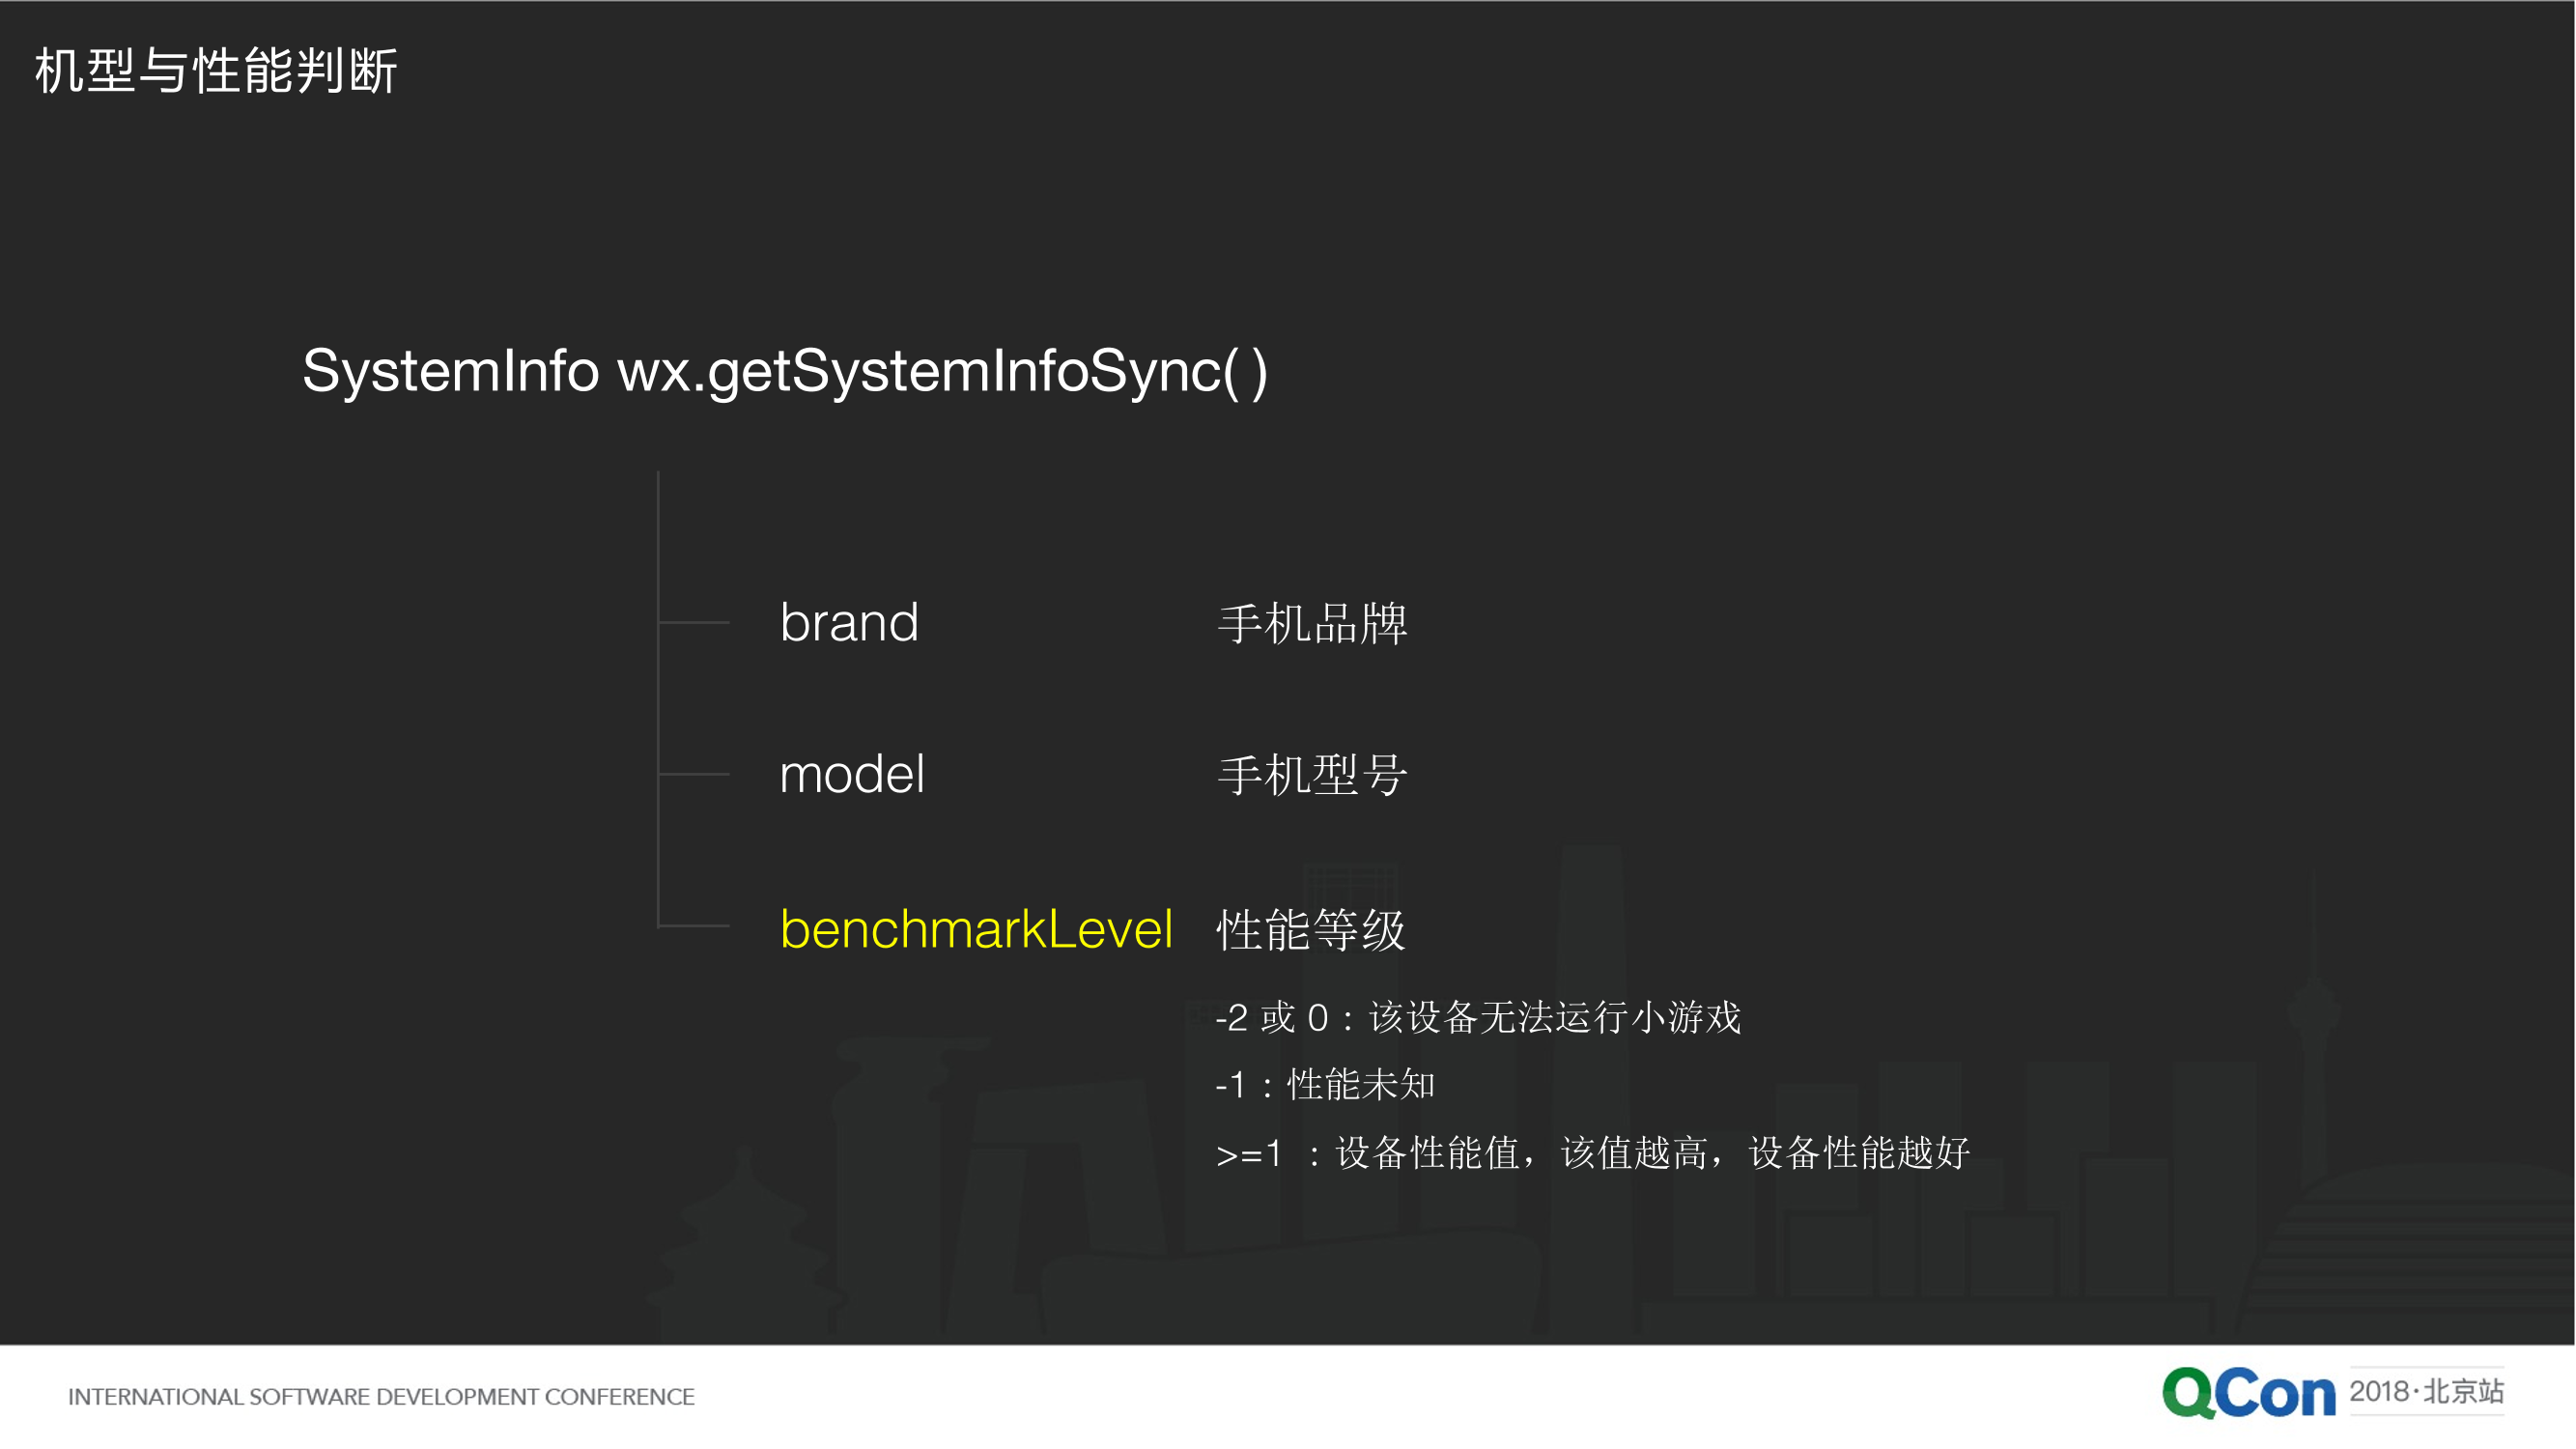 机型与性能判断
SystemInfo wx.getSystemInfoSync( )
brand 手机品牌
model 手机型号
benchmarkLevel 性能等级
-2 或 0：该设备无法运行小游戏
-1：性能未知
>=1 ：设备性能值，该值越高，设备性能越好
INTERNATIONAL SOFTWARE DEVELOPMENT CONFERENCE
QCon 2018·北京站